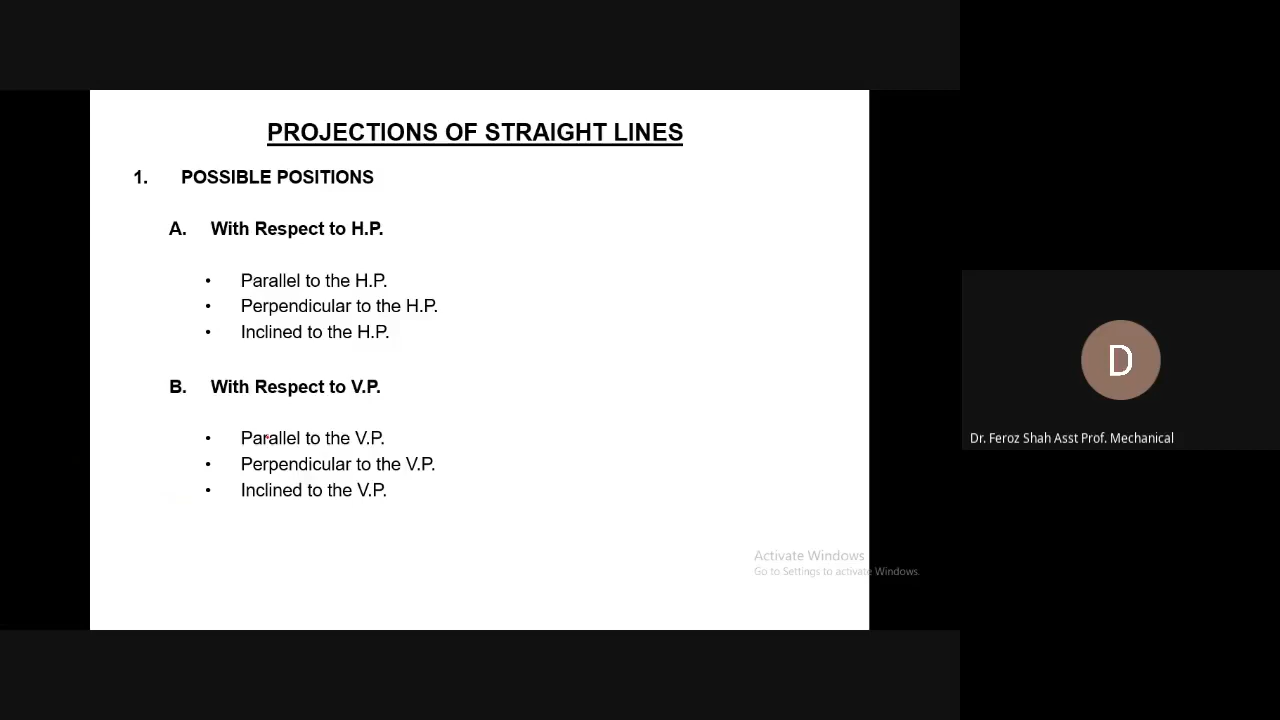 PROJECTIONS OF STRAIGHT LINES
1. POSSIBLE POSITIONS
A. With Respect to H.P.
• Parallel to the H.P.
• Perpendicular to the H.P.
• Inclined to the H.P.
B. With Respect to V.P.
• Parallel to the V.P.
• Perpendicular to the V.P.
• Inclined to the V.P.
Activate Windows
Go to Settings to activate Windows.
D
Dr. Feroz Shah Asst Prof. Mechanical